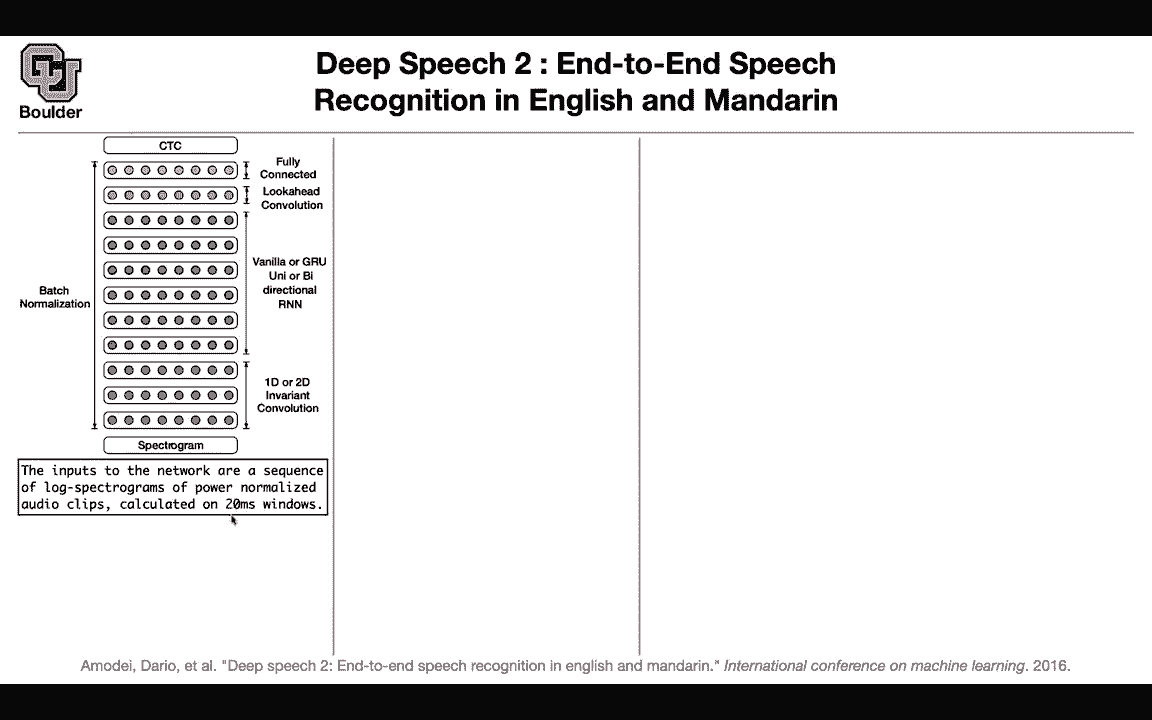 Boulder
Deep Speech 2 : End-to-End Speech
Recognition in English and Mandarin
CTC
Fully
Connected
Lookahead
Convolution
Vanilla or GRU
Uni or Bi
directional
RNN
Batch
Normalization
1D or 2D
Invariant
Convolution
Spectrogram
The inputs to the network are a sequence
of log-spectrograms of power normalized
audio clips, calculated on 20ms windows.
Amodei, Dario, et al. "Deep speech 2: End-to-end speech recognition in english and mandarin." International conference on machine learning. 2016.